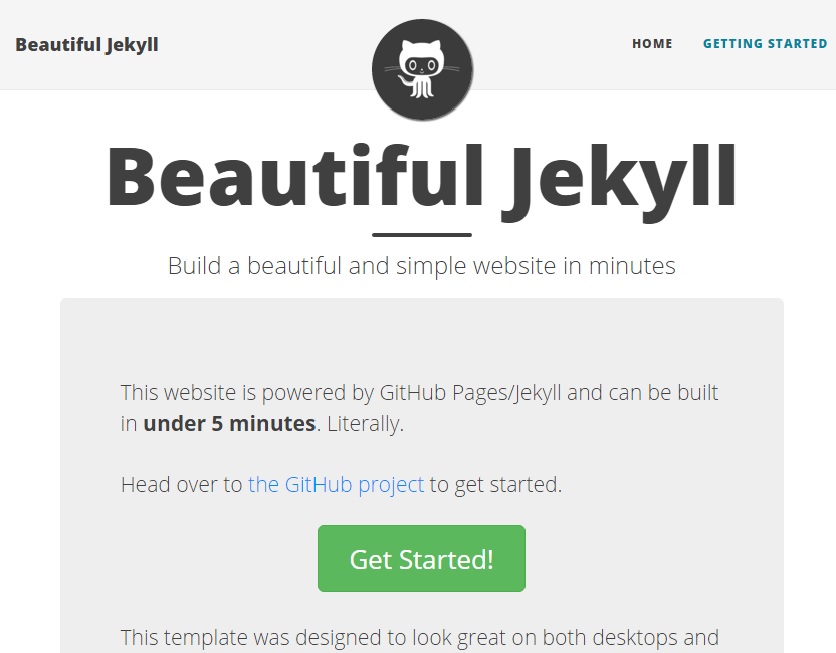 Beautiful Jekyll
HOME
GETTING STARTED
Beautiful Jekyll
Build a beautiful and simple website in minutes
This website is powered by GitHub Pages/Jekyll and can be built
in under 5 minutes. Literally.
Head over to the GitHub project to get started.
Get Started!
This template was designed to look great on both desktops and